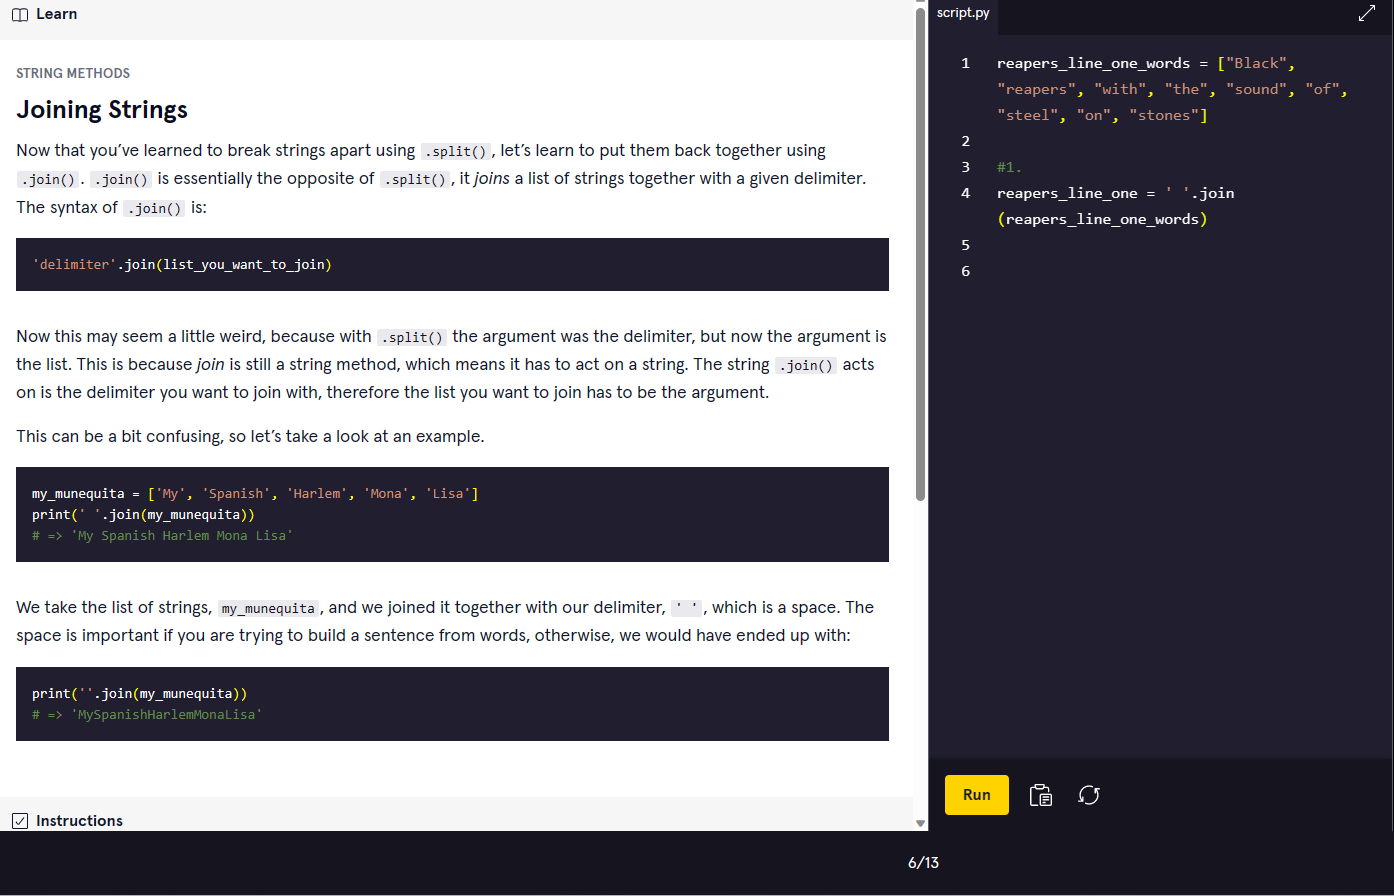 Learn
STRING METHODS
Joining Strings
Now that you’ve learned to break strings apart using .split(), let’s learn to put them back together using
.join(). .join() is essentially the opposite of .split(), it joins a list of strings together with a given delimiter.
The syntax of .join() is:
'delimiter'.join(list_you_want_to_join)
Now this may seem a little weird, because with .split() the argument was the delimiter, but now the argument is
the list. This is because join is still a string method, which means it has to act on a string. The string .join() acts
on is the delimiter you want to join with, therefore the list you want to join has to be the argument.
This can be a bit confusing, so let’s take a look at an example.
my_munequita = ['My', 'Spanish', 'Harlem', 'Mona', 'Lisa']
print(' '.join(my_munequita))
# => 'My Spanish Harlem Mona Lisa'
We take the list of strings, my_munequita, and we joined it together with our delimiter, ' ', which is a space. The
space is important if you are trying to build a sentence from words, otherwise, we would have ended up with:
print(''.join(my_munequita))
# => 'MySpanishHarlemMonaLisa'
Instructions
script.py
1 reapers_line_one_words = ["Black",
"reapers", "with", "the", "sound", "of",
"steel", "on", "stones"]
2
3 #1.
4 reapers_line_one = ' '.join
(reapers_line_one_words)
5
6
Run
6/13